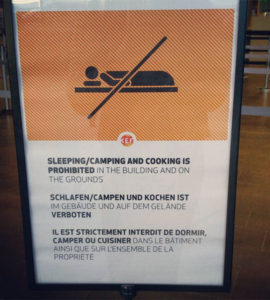 KEF
SLEEPING/CAMPING AND COOKING IS
PROHIBITED IN THE BUILDING AND ON
THE GROUNDS
SCHLAFEN/CAMPEN UND KOCHEN IST
IM GEBÄUDE UND AUF DEM GELÄNDE
VERBOTEN
IL EST STRICTEMENT INTERDIT DE DORMIR,
CAMPER OU CUISINER DANS LE BÂTIMENT
AINSI QUE SUR L'ENSEMBLE DE LA
PROPRIETÉ